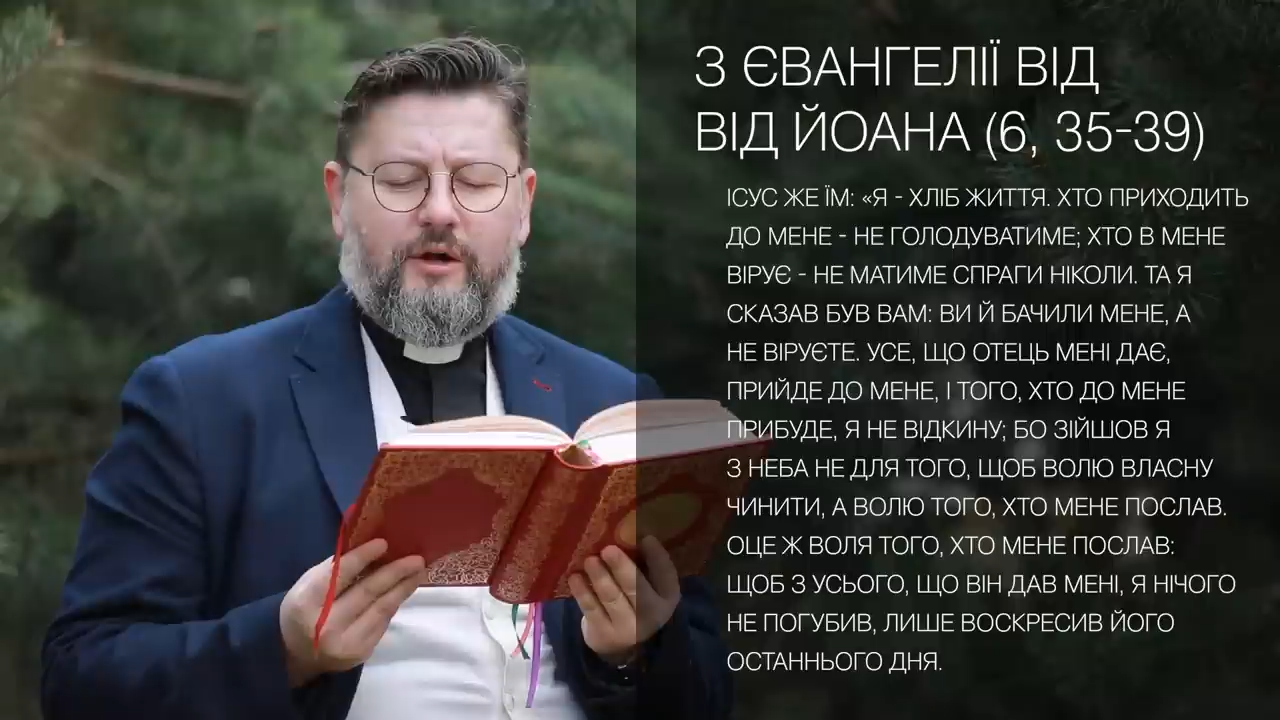 З ЄВАНГЕЛІЇ ВІД
ВІД ЙОАНА (6, 35-39)
ІСУС ЖЕ ЇМ: «Я - ХЛІБ ЖИТТЯ. ХТО ПРИХОДИТЬ
ДО МЕНЕ - НЕ ГОЛОДУВАТИМЕ; ХТО В МЕНЕ
ВІРУЄ - НЕ МАТИМЕ СПРАГИ НІКОЛИ. ТА Я
СКАЗАВ БУВ ВАМ: ВИ Й БАЧИЛИ МЕНЕ, А
НЕ ВІРУЄТЕ. УСЕ, ЩО ОТЕЦЬ МЕНІ ДАЄ,
ПРИЙДЕ ДО МЕНЕ, І ТОГО, ХТО ДО МЕНЕ
ПРИБУДЕ, Я НЕ ВІДКИНУ; БО ЗІЙШОВ Я
З НЕБА НЕ ДЛЯ ТОГО, ЩОБ ВОЛЮ ВЛАСНУ
ЧИНИТИ, А ВОЛЮ ТОГО, ХТО МЕНЕ ПОСЛАВ.
ОЦЕ Ж ВОЛЯ ТОГО, ХТО МЕНЕ ПОСЛАВ:
ЩОБ З УСЬОГО, ЩО ВІН ДАВ МЕНІ, Я НІЧОГО
НЕ ПОГУБИВ, ЛИШЕ ВОСКРЕСИВ ЙОГО
ОСТАННЬОГО ДНЯ.